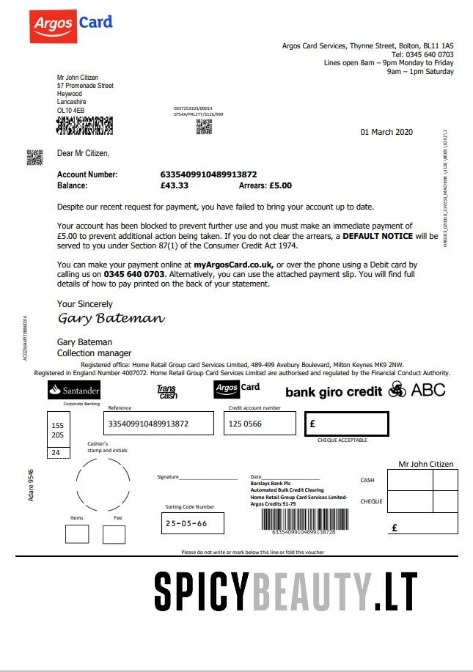 Argos Card
Argos Card Services, Thynne Street, Bolton, BL11 1AS
Tel: 0345 640 0703
Lines open 8am – 9pm Monday to Friday
9am – 1pm Saturday
Mr John Citizen
57 Promenade Street
Heywood
Lancashire
OL10 4EB
01 March 2020
Dear Mr Citizen,
Account Number: 6335409910489913872
Balance: £43.33 Arrears: £5.00
Despite our recent request for payment, you have failed to bring your account up to date.
Your account has been blocked to prevent further use and you must make an immediate payment of
£5.00 to prevent additional action being taken. If you do not clear the arrears, a DEFAULT NOTICE will be
served to you under Section 87(1) of the Consumer Credit Act 1974.
You can make your payment online at myArgosCard.co.uk, or over the phone using a Debit card by
calling us on 0345 640 0703. Alternatively, you can use the attached payment slip. You will find full
details of how to pay printed on the back of your statement.
Your Sincerely
Gary Bateman
Gary Bateman
Collection manager
Registered office: Home Retail Group card Services Limited, 489-499 Avebury Boulevard, Milton Keynes MK9 2NW.
Registered in England Number 4007072. Home Retail Group Card Services Limited are authorised and regulated by the Financial Conduct Authority.
Santander
Corporate Banking
Trans cash
Argos Card
bank giro credit ABC
Reference
Credit account number
335409910489913872
125 0566
£
CHEQUE ACCEPTABLE
155
205
24
Cashier's
stamp and initials
Mr John Citizen
Signature
Date
Barclays Bank Plc
Automated Bulk Credit Clearing
Home Retail Group Card Services Limited-
Argos Credits 51-79
CASH
CHEQUE
£
Adare 9546
Sorting Code Number
25-05-66
Items
Fee
Please do not write or mark below this line or fold this voucher
SPICYBEAUTY.LT